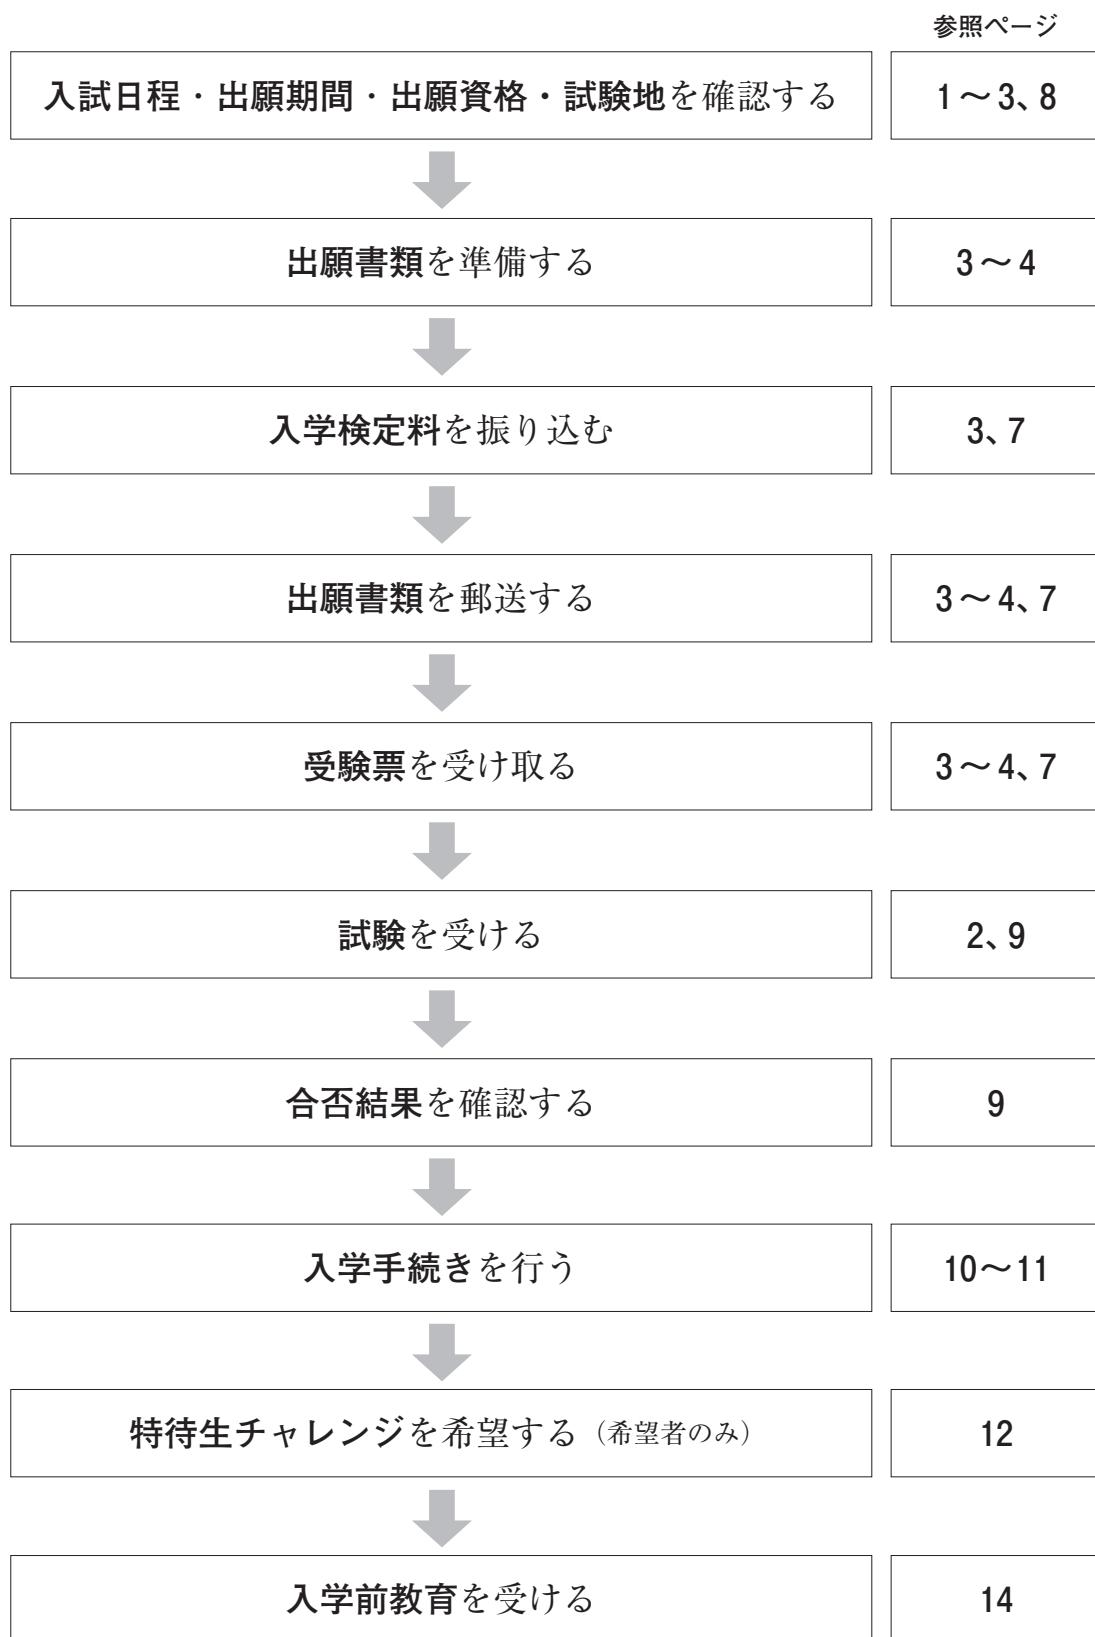 参照ページ
入試日程・出願期間・出願資格・試験地を確認する
1～3、8
出願書類を準備する
3～4
入学検定料を振り込む
3、7
出願書類を郵送する
3～4、7
受験票を受け取る
3～4、7
試験を受ける
2、9
合否結果を確認する
9
入学手続きを行う
10～11
特待生チャレンジを希望する（希望者のみ）
12
入学前教育を受ける
14